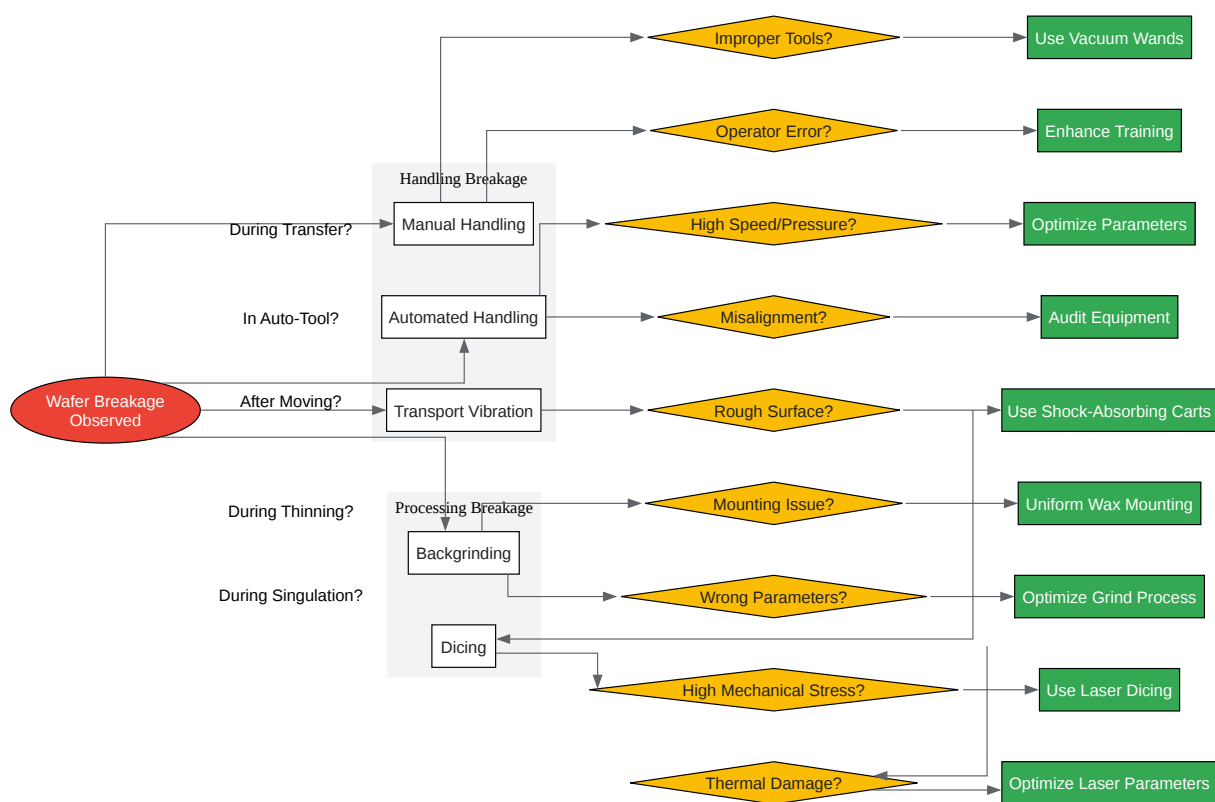 Improper Tools?
Use Vacuum Wands
Operator Error?
Enhance Training
Handling Breakage
During Transfer?
Manual Handling
High Speed/Pressure?
Optimize Parameters
In Auto-Tool?
Automated Handling
Misalignment?
Audit Equipment
Wafer Breakage
Observed
After Moving?
Transport Vibration
Rough Surface?
Use Shock-Absorbing Carts
Processing Breakage
During Thinning?
Backgrinding
Mounting Issue?
Uniform Wax Mounting
During Singulation?
Wrong Parameters?
Optimize Grind Process
Dicing
High Mechanical Stress?
Use Laser Dicing
Thermal Damage?
Optimize Laser Parameters